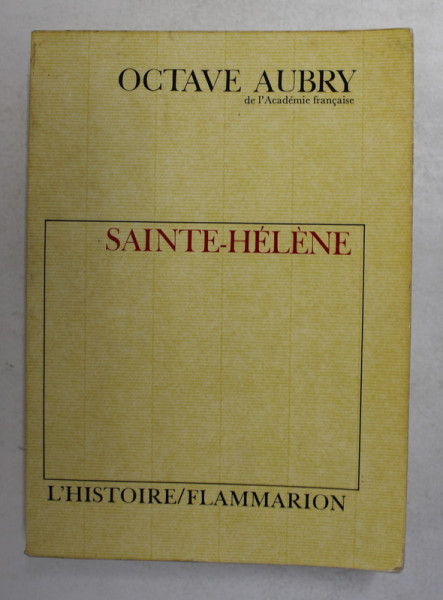 OCTAVE AUBRY
de l'Académie française
SAINTE-HÉLÈNE
L'HISTOIRE/FLAMMARION